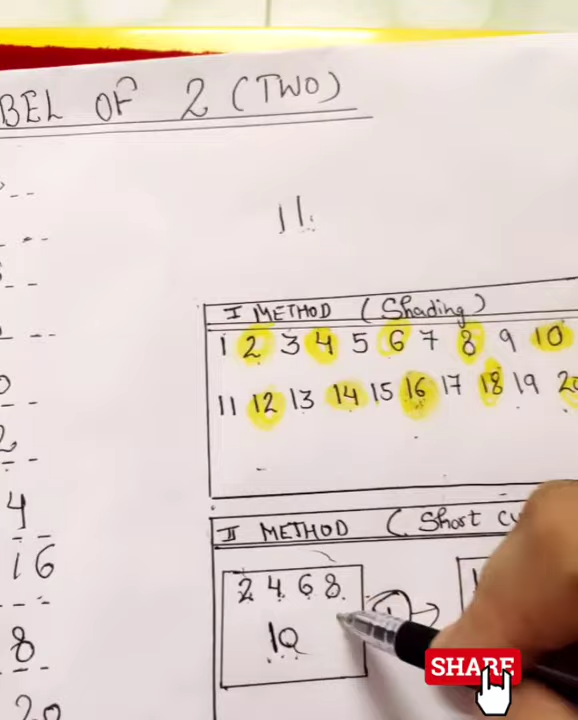 BEL OF 2 (TWO)
11
I METHOD (Shading)
1 2 3 4 5 6 7 8 9 10
11 12 13 14 15 16 17 18 19 20
II METHOD (Short Cu
2 4 6 8
10
2
4
16
8
20
SHARE